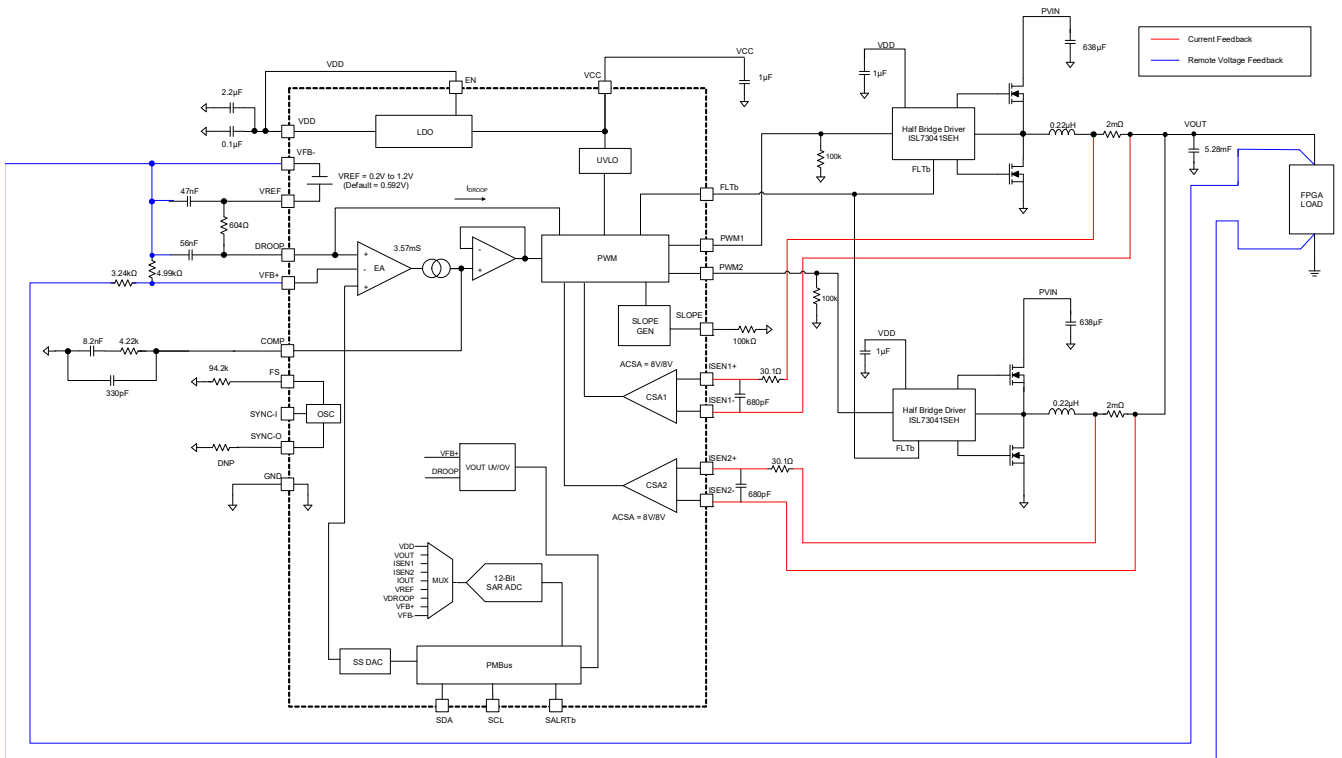 PVIN
638µF
Current Feedback
Remote Voltage Feedback
VDD
1µF
VCC
1µF
VDD
EN
VCC
2.2µF
0.1µF
VDD
LDO
UVLO
Half Bridge Driver
ISL73041SEH
FLTb
0.22µH
2mΩ
VOUT
5.28mF
FPGA
LOAD
100k
VFB-
VREF = 0.2V to 1.2V
(Default = 0.592V)
47nF
VREF
604Ω
IDROOP
FLTb
56nF
DROOP
3.57mS
+
-
+
EA
-
+
PWM
PWM1
PWM2
3.24kΩ
4.99kΩ
VFB+
100k
SLOPE
GEN
SLOPE
100kΩ
PVIN
638µF
VDD
1µF
8.2nF
4.22k
COMP
330pF
94.2k
FS
SYNC-I
OSC
SYNC-O
DNP
GND
ACSA = 8V/8V
CSA1
ISEN1+
30.1Ω
680pF
ISEN1-
Half Bridge Driver
ISL73041SEH
FLTb
0.22µH
2mΩ
VFB+
DROOP
VOUT UV/OV
CSA2
ISEN2+
30.1Ω
680pF
ISEN2-
ACSA = 8V/8V
VDD
VOUT
ISEN1
ISEN2
IOUT
VREF
VDROOP
VFB+
VFB-
MUX
12-Bit
SAR ADC
SS DAC
PMBus
SDA
SCL
SALRTb